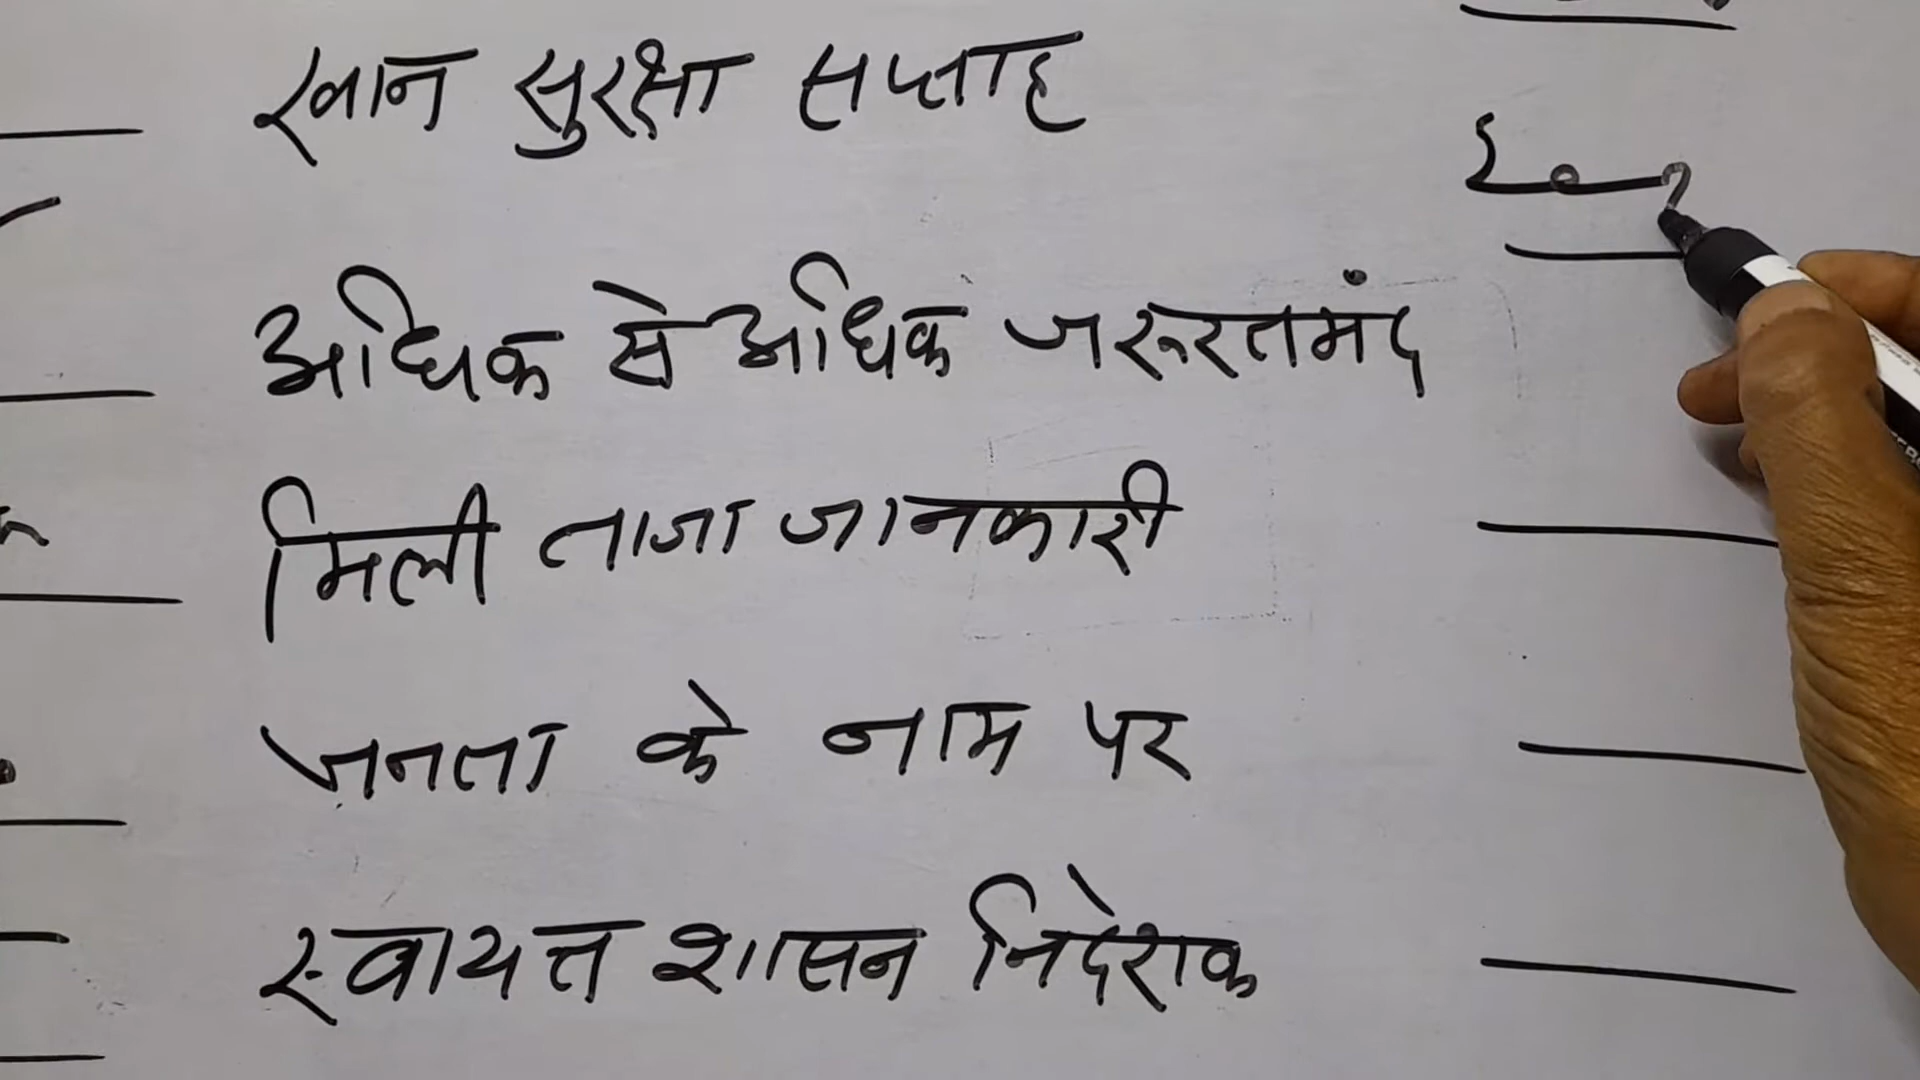 खान सुरक्षा सप्ताह
अधिक से अधिक जरूरतमंद
मिली ताजा जानकारी
जनता के नाम पर
स्वायत्त शासन निदेशक